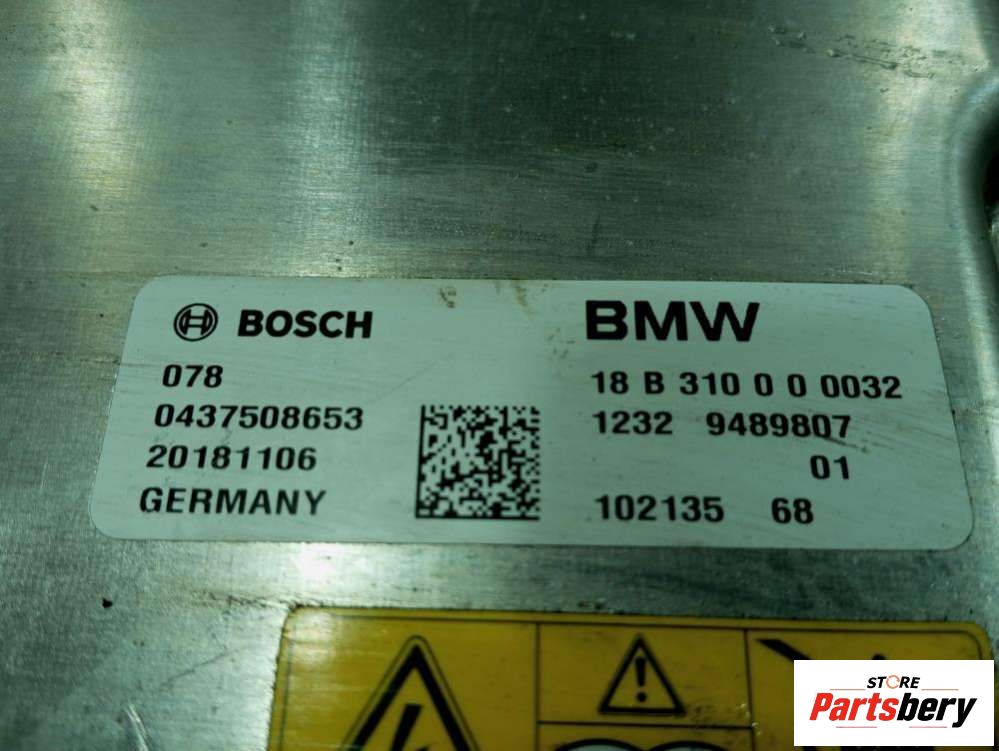 BOSCH
078
0437508653
20181106
GERMANY
BMW
18 B 310 0 0 0032
1232 9489807
01
102135 68
STORE
Partsbery